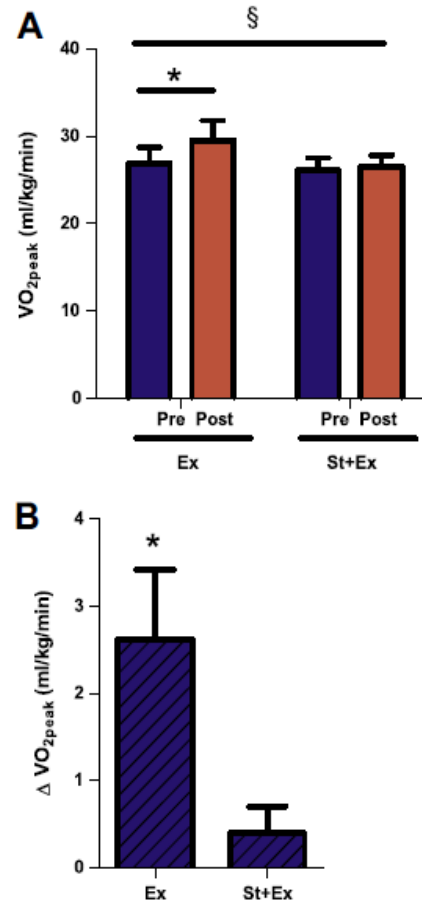 A
§
*
40
30
20
10
0
VO2peak (ml/kg/min)
Pre Post Pre Post
Ex St+Ex
B
*
4
3
2
1
0
Δ VO2peak (ml/kg/min)
Ex St+Ex